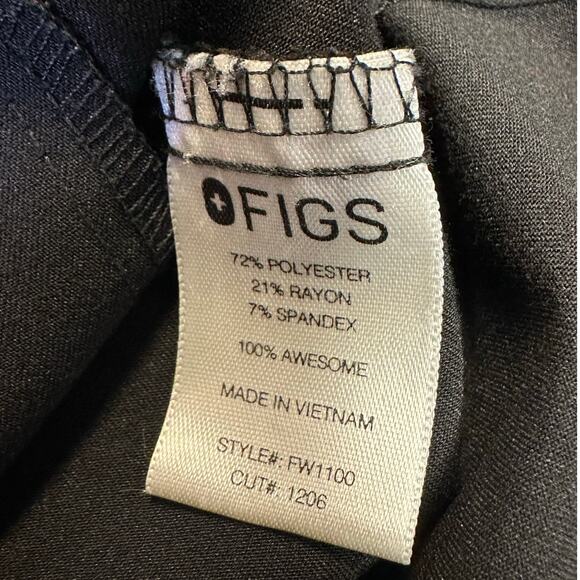 FIGS
72% POLYESTER
21% RAYON
7% SPANDEX
100% AWESOME
MADE IN VIETNAM
STYLE#: FW1100
CUT#: 1206